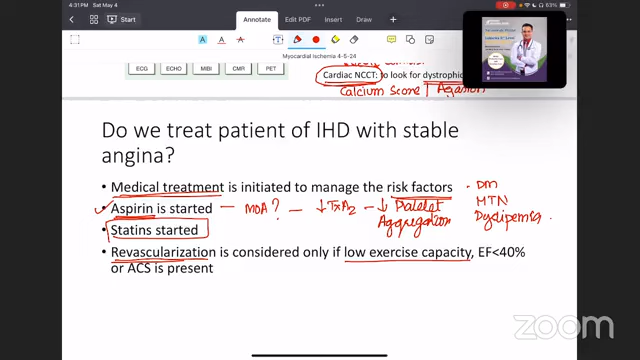 4:31 PM Sat May 4
63%
Annotate Edit PDF Insert Draw
Myocardial Ischemia 4-5-24
ECG ECHO MIBI CMR PET
Cardiac NCCT: to look for dystrophic
Calcium Score | Agatston
Do we treat patient of IHD with stable
angina?
• Medical treatment is initiated to manage the risk factors
• Aspirin is started — MOA? — ↓ TxA2 — ↓ Platelet
Aggregation
- DM
HTN
• Statins started
• Revascularization is considered only if low exercise capacity, EF<40%
or ACS is present
zoom